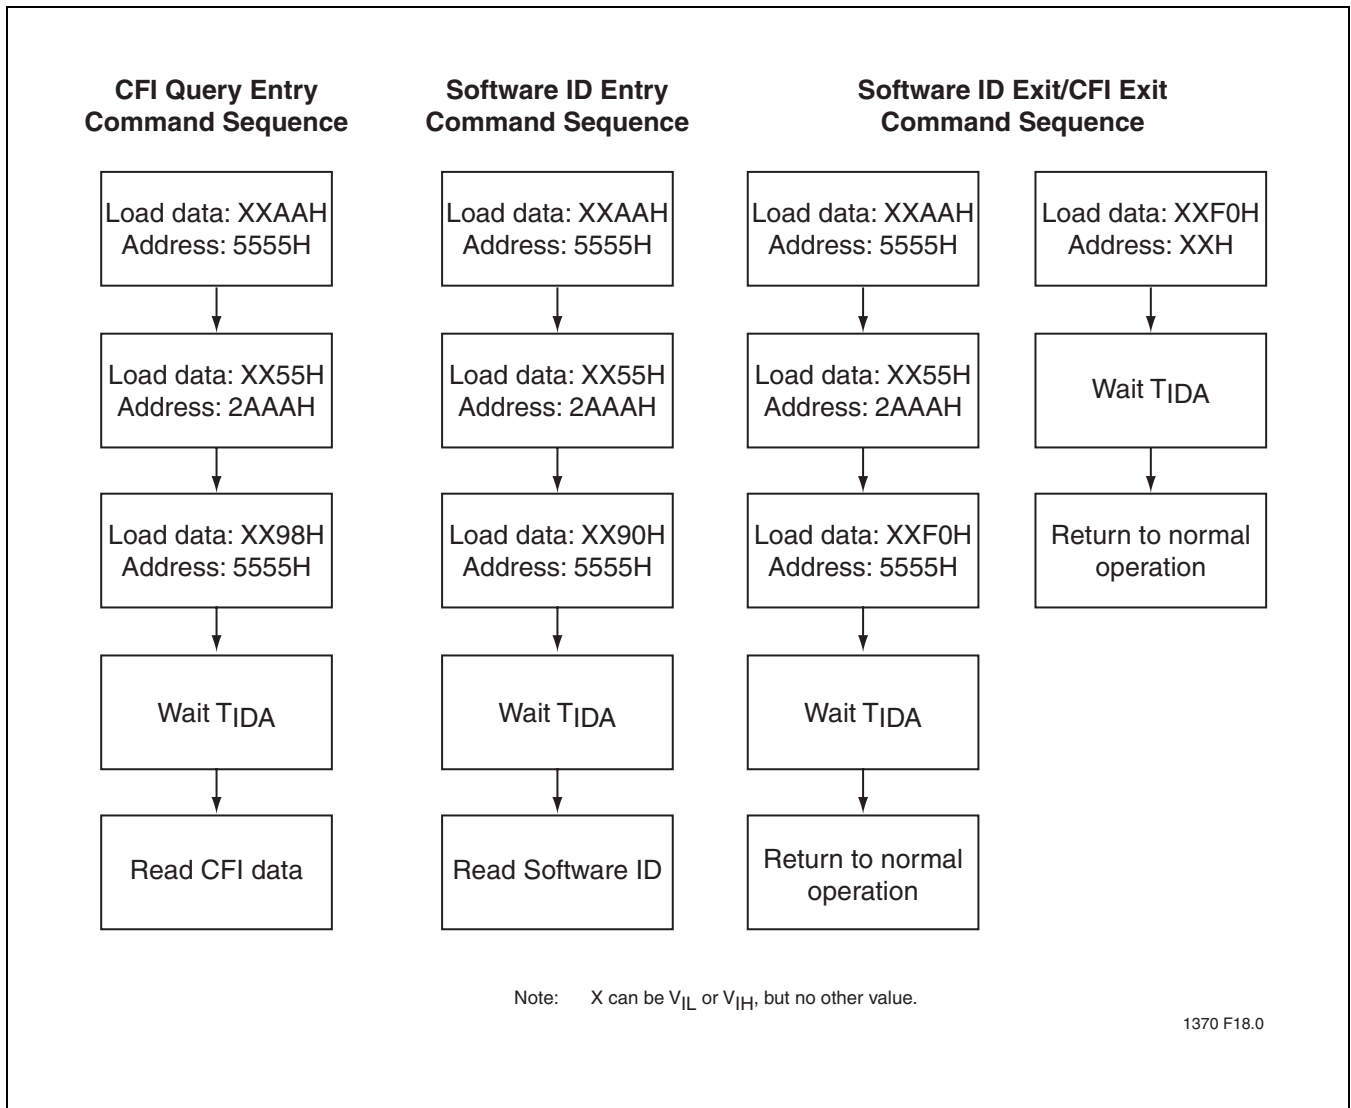 CFI Query Entry
Command Sequence
Load data: XXAAH
Address: 5555H
Load data: XX55H
Address: 2AAAH
Load data: XX98H
Address: 5555H
Wait TIDA
Read CFI data
Software ID Entry
Command Sequence
Load data: XXAAH
Address: 5555H
Load data: XX55H
Address: 2AAAH
Load data: XX90H
Address: 5555H
Wait TIDA
Read Software ID
Software ID Exit/CFI Exit
Command Sequence
Load data: XXAAH
Address: 5555H
Load data: XX55H
Address: 2AAAH
Load data: XXF0H
Address: 5555H
Wait TIDA
Return to normal
operation
Load data: XXF0H
Address: XXH
Wait TIDA
Return to normal
operation
Note: X can be VIL or VIH, but no other value.
1370 F18.0